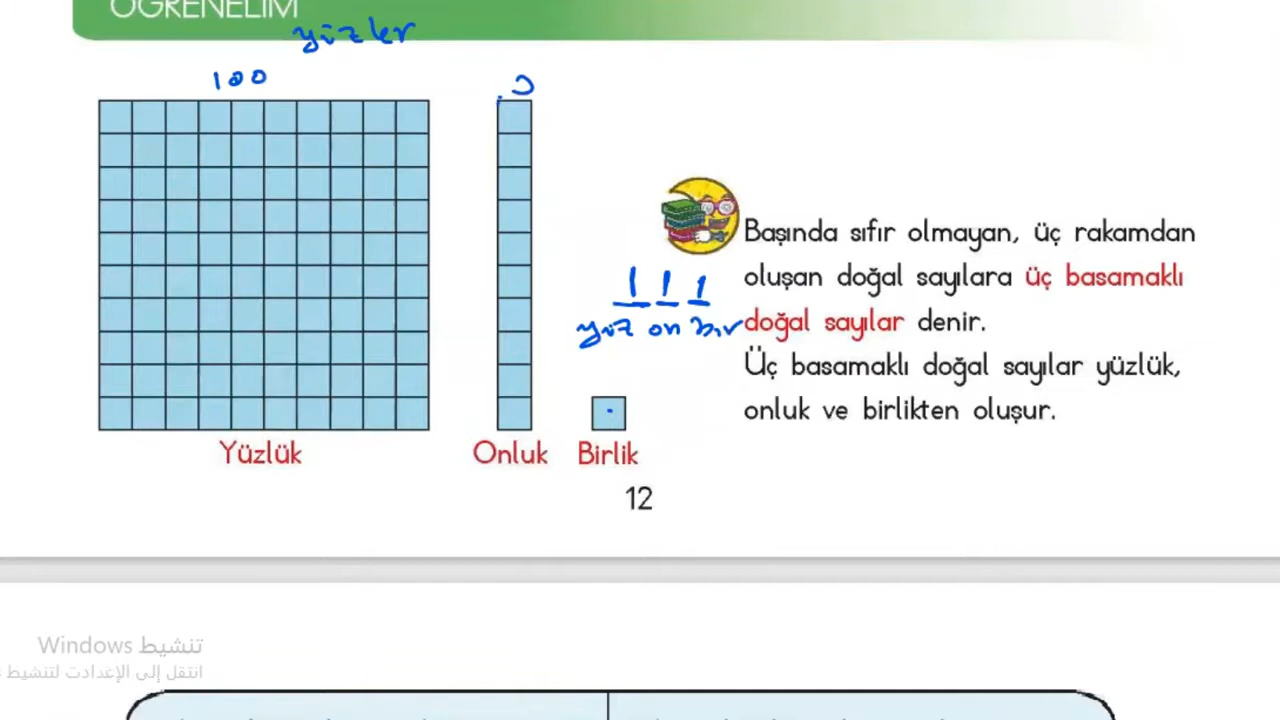 ÖĞRENELİM
yüzler
100
Başında sıfır olmayan, üç rakamdan
oluşan doğal sayılara üç basamaklı
doğal sayılar denir.
Üç basamaklı doğal sayılar yüzlük,
onluk ve birlikten oluşur.
1 1 1
yüz on bir
Yüzlük Onluk Birlik
12
تنشيط Windows
انتقل إلى الإعدادت لتنشيط